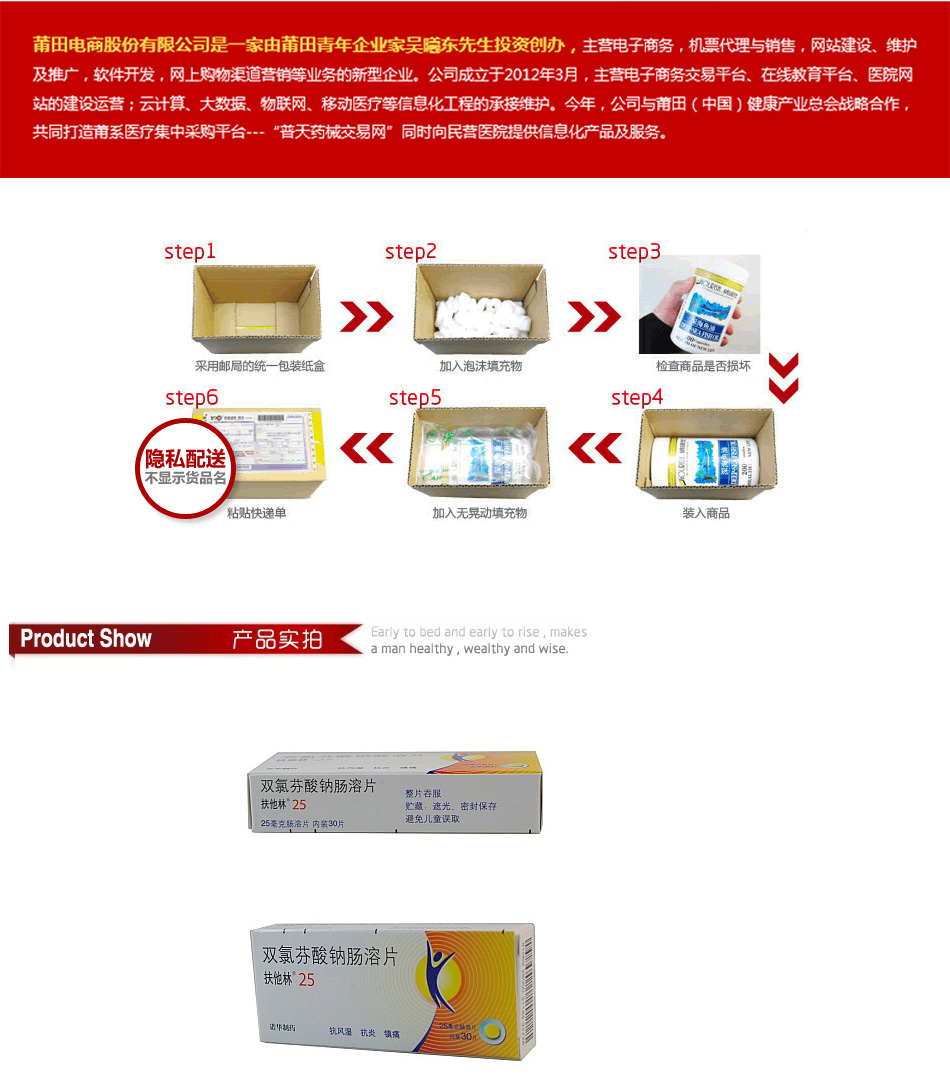 莆田电商股份有限公司是一家由莆田青年企业家吴曦东先生投资创办，主营电子商务，机票代理与销售，网站建设、维护
及推广，软件开发，网上购物渠道营销等业务的新型企业。公司成立于2012年3月，主营电子商务交易平台、在线教育平台、医院网
站的建设运营；云计算、大数据、物联网、移动医疗等信息化工程的承接维护。今年，公司与莆田（中国）健康产业总会战略合作，
共同打造莆系医疗集中采购平台---“普天药械交易网”同时向民营医院提供信息化产品及服务。
step1
step2
step3
采用邮局的统一包装纸盒
加入泡沫填充物
检查商品是否损坏
step6
step5
step4
隐私配送
不显示货品名
粘贴快递单
加入无晃动填充物
装入商品
Product Show
产品实拍
Early to bed and early to rise , makes
a man healthy , wealthy and wise.
双氯芬酸钠肠溶片
扶他林® 25
25毫克肠溶片 内装30片
整片吞服
贮藏：遮光，密封保存
避免儿童误取
双氯芬酸钠肠溶片
扶他林® 25
诺华制药
抗风湿 抗炎 镇痛
25毫克肠溶片
内装30片